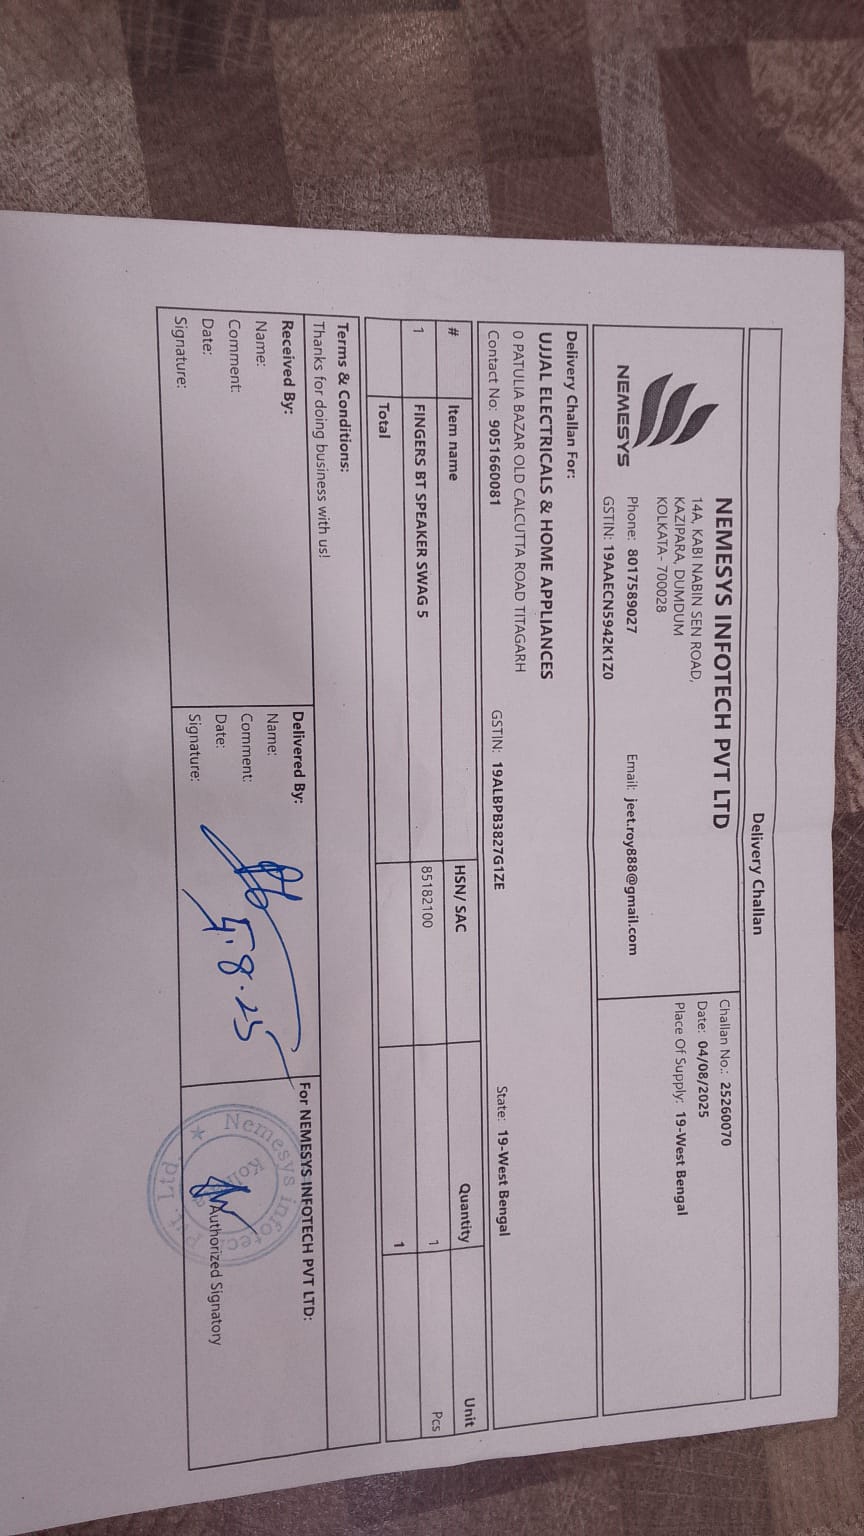 Delivery Challan
NEMESYS
NEMESYS INFOTECH PVT LTD
14A, KABI NABIN SEN ROAD,
KAZIPARA, DUMDUM
KOLKATA- 700028
Phone: 8017589027 Email: jeet.roy888@gmail.com
GSTIN: 19AAECN5942K1Z0
Challan No.: 25260070
Date: 04/08/2025
Place Of Supply: 19-West Bengal
Delivery Challan For:
UJJAL ELECTRICALS & HOME APPLIANCES
0 PATULIA BAZAR OLD CALCUTTA ROAD TITAGARH
Contact No: 9051660081 GSTIN: 19ALBPB3827G1ZE State: 19-West Bengal
# Item name HSN/ SAC Quantity Unit
1 FINGERS BT SPEAKER SWAG 5 85182100 1 Pcs
Total 1
Terms & Conditions:
Thanks for doing business with us!
Received By:
Name:
Comment:
Date:
Signature:
Delivered By:
Name:
Comment:
Date:
Signature:
5.8.25
For NEMESYS INFOTECH PVT LTD:
Nemesys Infotec Pvt. Ltd
Authorized Signatory